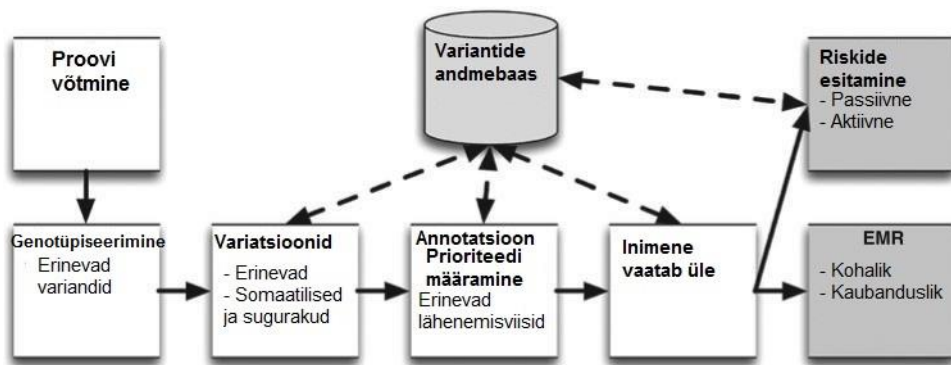 Proovi
võtmine
Variantide
andmebaas
Riskide
esitamine
- Passiivne
- Aktiivne
Genotüpiseerimine
Erinevad
variandid
Variatsioonid
- Erinevad
- Somaatilised
ja sugurakud
Annotatsioon
Prioriteedi
määramine
Erinevad
lähenemisviisid
Inimene
vaatab üle
EMR
- Kohalik
- Kaubanduslik